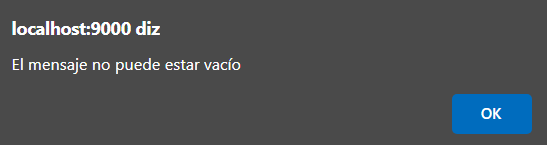 localhost:9000 diz
El mensaje no puede estar vacío
OK